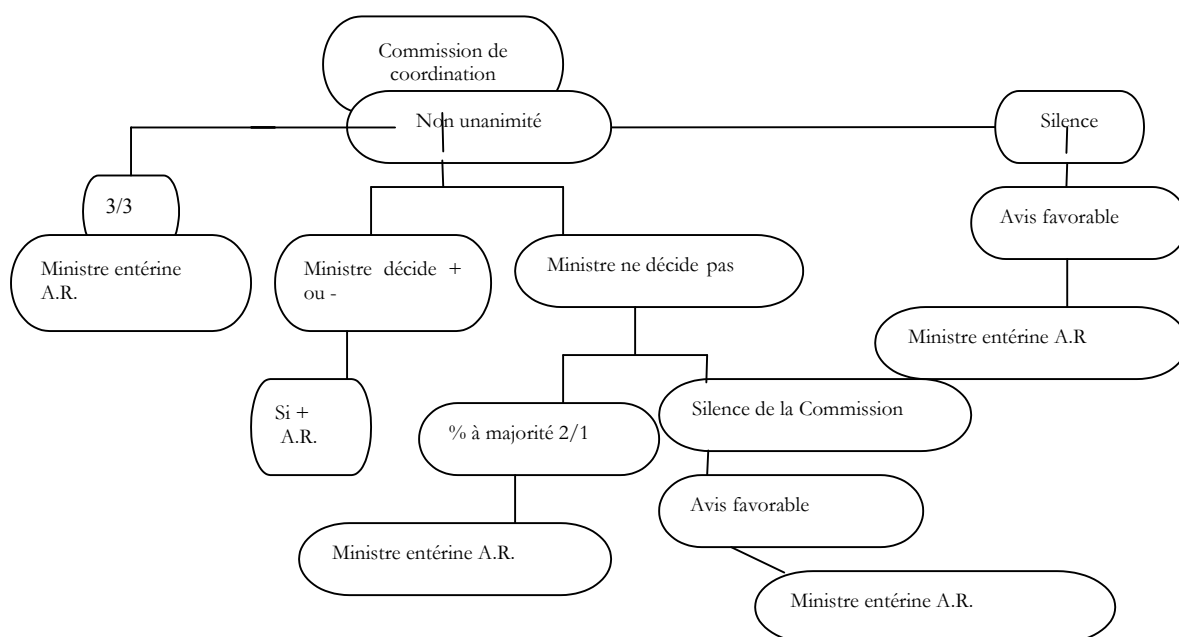 Commission de
coordination
Non unanimité
Silence
3/3
Avis favorable
Ministre entérine
A.R.
Ministre décide +
ou -
Ministre ne décide pas
Ministre entérine A.R
Si +
A.R.
% à majorité 2/1
Silence de la Commission
Avis favorable
Ministre entérine A.R.
Ministre entérine A.R.